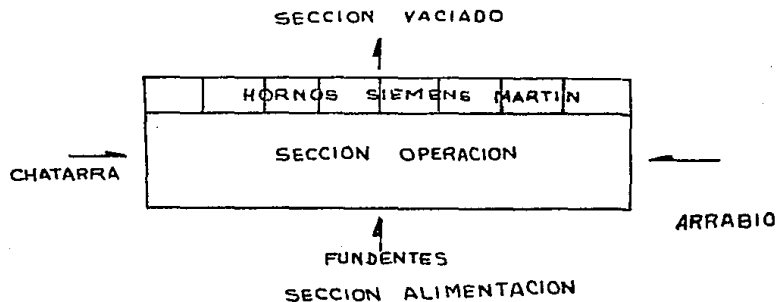 SECCION VACIADO
HORNOS SIEMENS MARTIN
SECCION OPERACION
CHATARRA
ARRABIO
FUNDENTES
SECCION ALIMENTACION